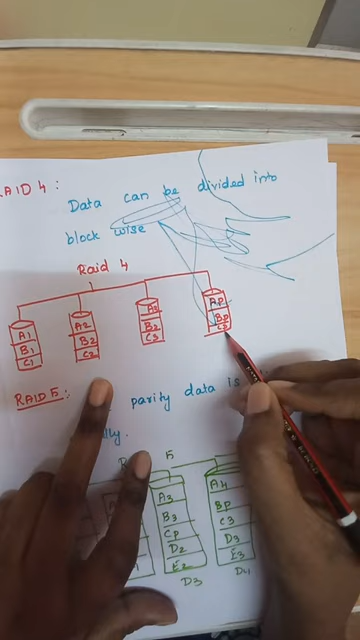 RAID 4 :
Data can be divided into
block wise
Raid 4
A1 A2 A3 AP
B1 B2 B3 BP
C1 C2 C3 CP
RAID 5 :
parity data is
5
A3 A4
B3 BP
CP C3
D2 D3
E2 E3
D3 D4